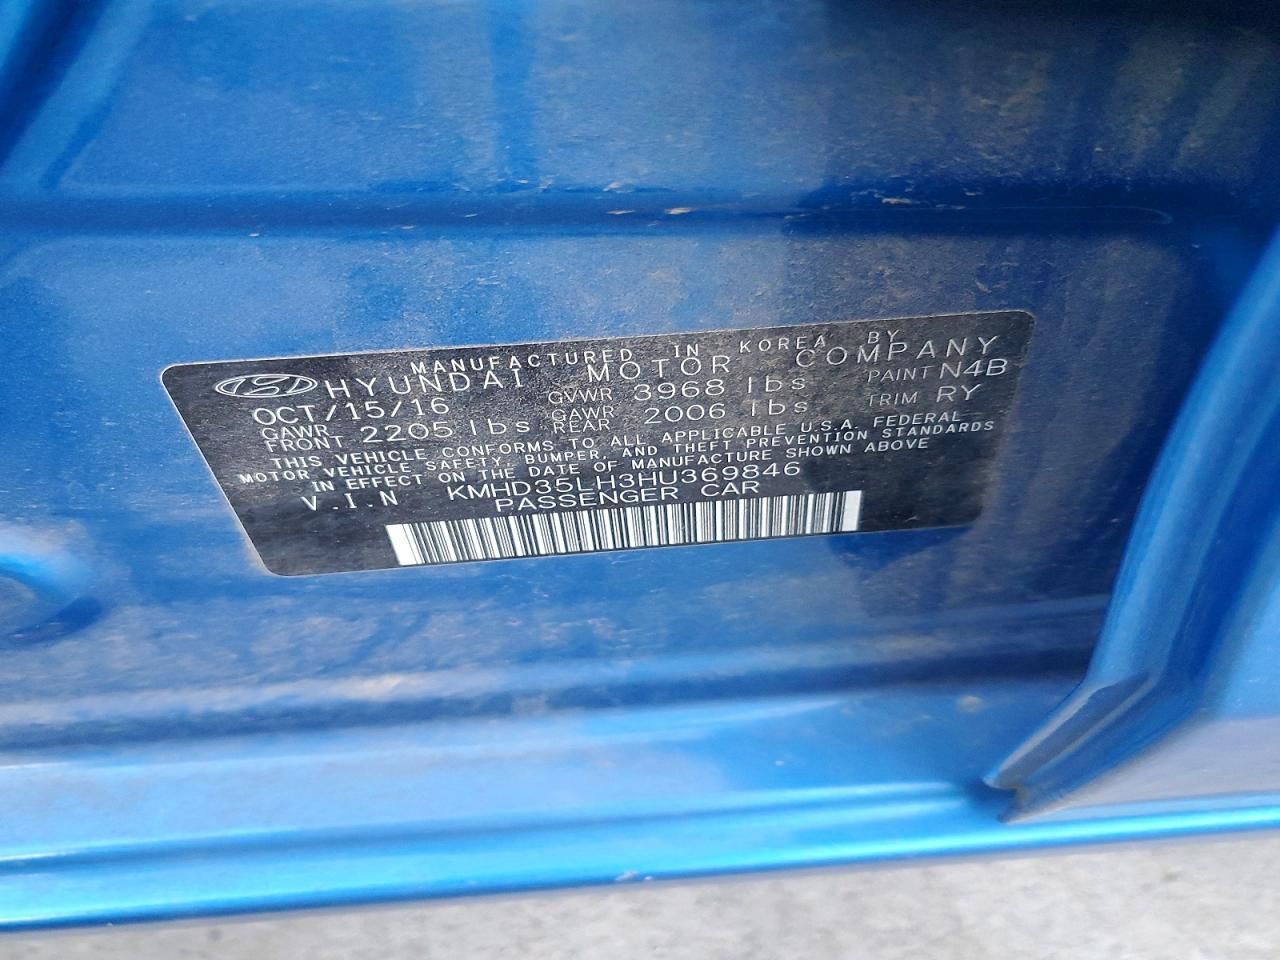 MANUFACTURED IN KOREA BY
HYUNDAI MOTOR COMPANY
OCT/15/16 GVWR 3968 lbs PAINT N4B
GAWR FRONT 2205 lbs GAWR REAR 2006 lbs TRIM RY
THIS VEHICLE CONFORMS TO ALL APPLICABLE U.S.A. FEDERAL
MOTOR VEHICLE SAFETY, BUMPER, AND THEFT PREVENTION STANDARDS
IN EFFECT ON THE DATE OF MANUFACTURE SHOWN ABOVE
V.I.N KMHD35LH3HU369846
PASSENGER CAR